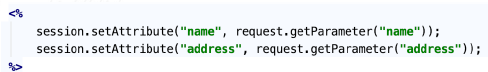 <%
    session.setAttribute("name", request.getParameter("name"));
    session.setAttribute("address", request.getParameter("address"));
%>